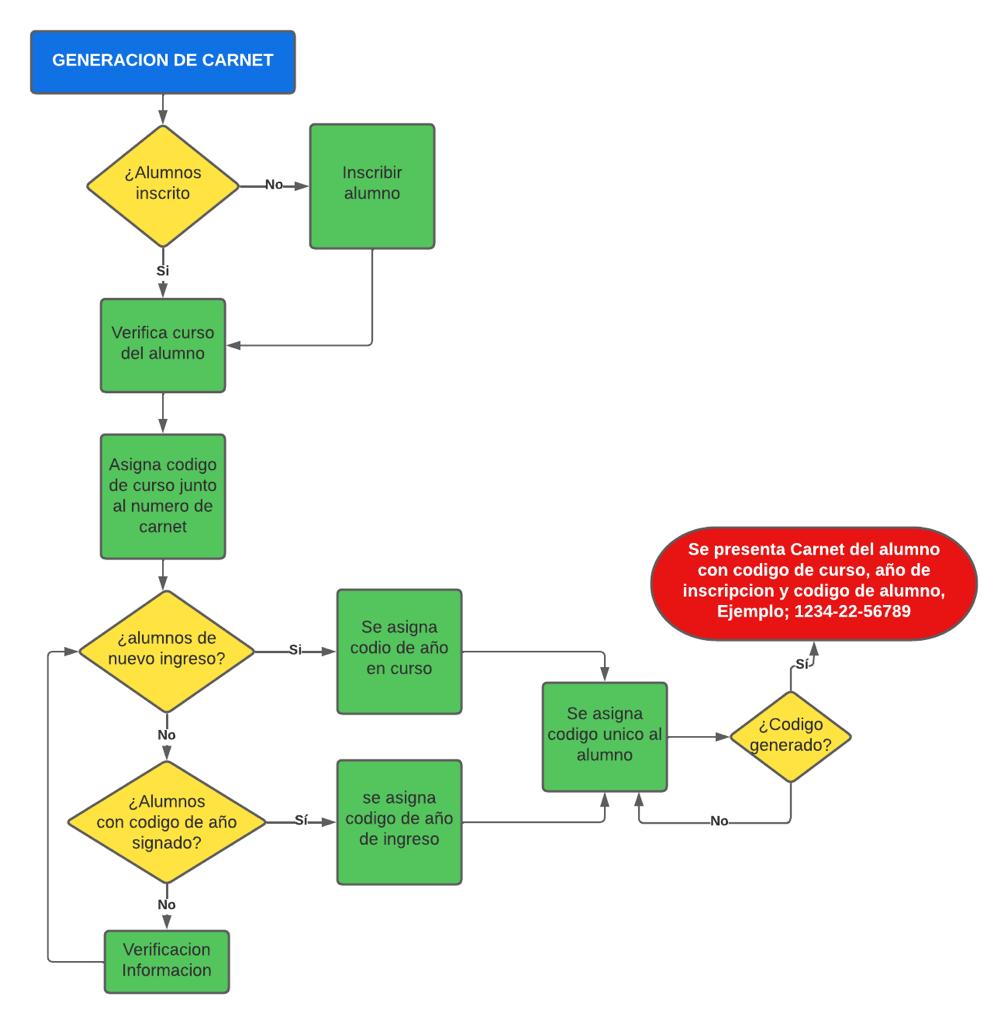 GENERACION DE CARNET
¿Alumnos
inscrito
No
Inscribir
alumno
Si
Verifica curso
del alumno
Asigna codigo
de curso junto
al numero de
carnet
¿alumnos de
nuevo ingreso?
Si
Se asigna
codio de año
en curso
No
¿Alumnos
con codigo de año
signado?
Sí
se asigna
codigo de año
de ingreso
No
Verificacion
Informacion
Se asigna
codigo unico al
alumno
¿Codigo
generado?
No
Sí
Se presenta Carnet del alumno
con codigo de curso, año de
inscripcion y codigo de alumno,
Ejemplo; 1234-22-56789